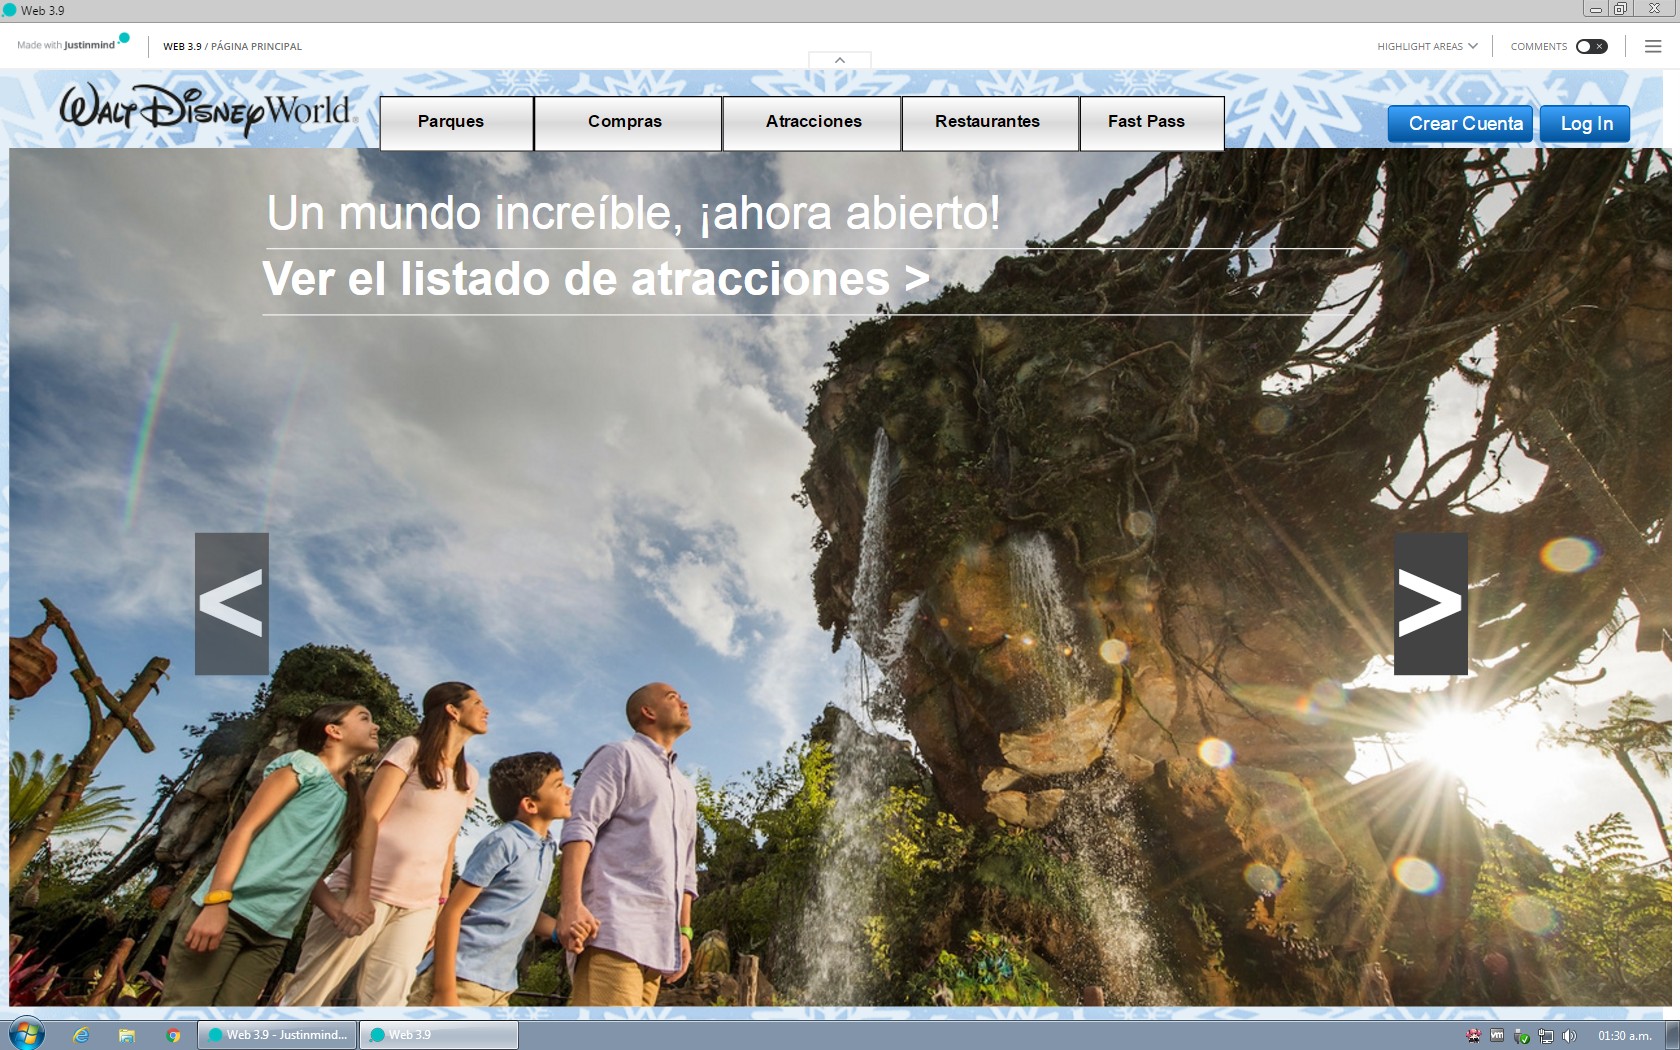 Web 3.9
Made with Justinmind
WEB 3.9 / PÁGINA PRINCIPAL
HIGHLIGHT AREAS
COMMENTS
WALT DISNEY World
Parques
Compras
Atracciones
Restaurantes
Fast Pass
Crear Cuenta
Log In
Un mundo increíble, ¡ahora abierto!
Ver el listado de atracciones >
<
>
Web 3.9 - Justinmind...
Web 3.9
vm
01:30 a.m.